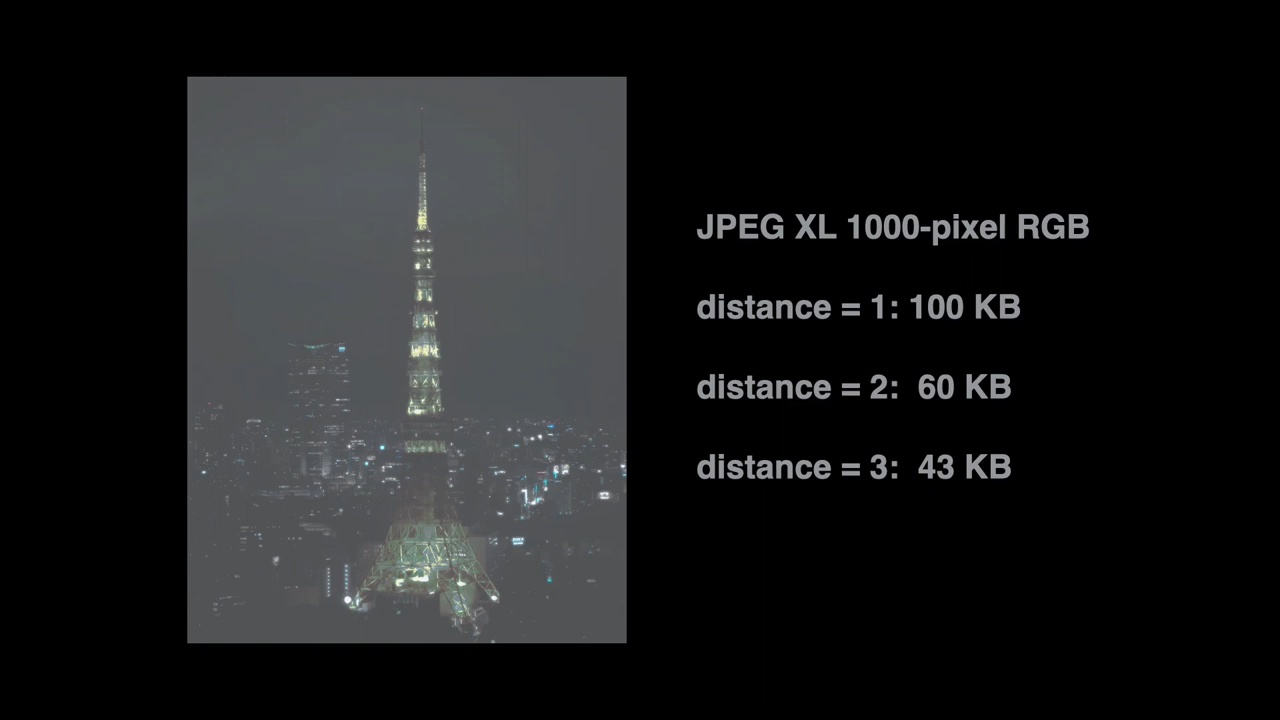 JPEG XL 1000-pixel RGB
distance = 1: 100 KB
distance = 2:  60 KB
distance = 3:  43 KB